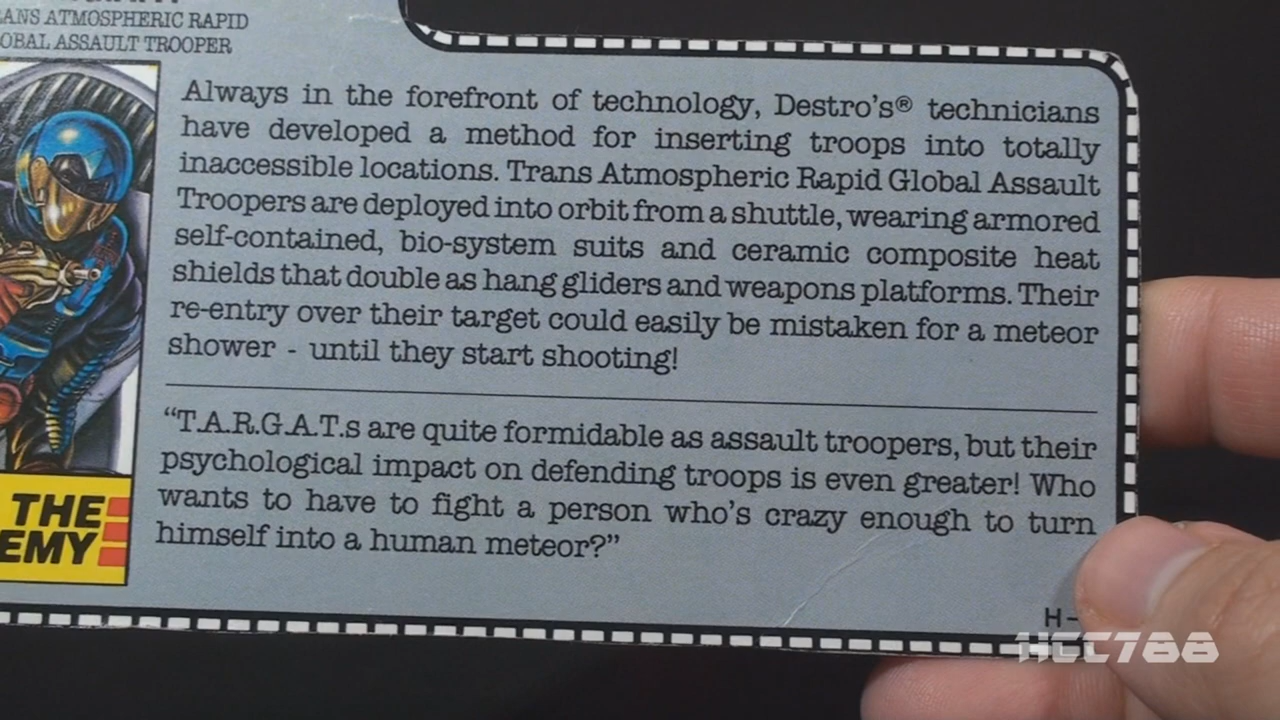 ANS ATMOSPHERIC RAPID
OBAL ASSAULT TROOPER
Always in the forefront of technology, Destro's® technicians
have developed a method for inserting troops into totally
inaccessible locations. Trans Atmospheric Rapid Global Assault
Troopers are deployed into orbit from a shuttle, wearing armored
self-contained, bio-system suits and ceramic composite heat
shields that double as hang gliders and weapons platforms. Their
re-entry over their target could easily be mistaken for a meteor
shower - until they start shooting!
“T.A.R.G.A.T.s are quite formidable as assault troopers, but their
psychological impact on defending troops is even greater! Who
wants to have to fight a person who's crazy enough to turn
himself into a human meteor?”
THE
EMY
H-
HCC788